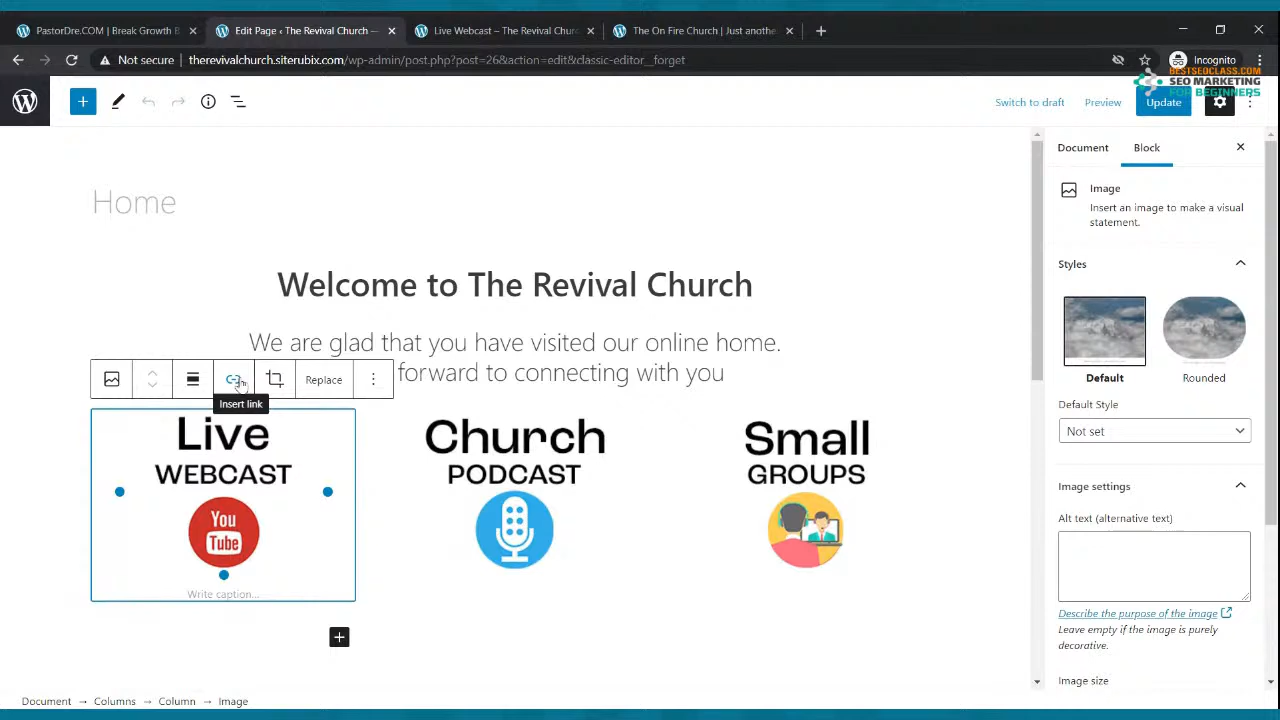 PastorDre.COM | Break Growth B
Edit Page ‹ The Revival Church —
Live Webcast – The Revival Churc
The On Fire Church | Just anothe
Not secure
therevivalchurch.siterubix.com/wp-admin/post.php?post=26&action=edit&classic-editor__forget
Incognito
BESTSEOCLASS.COM
SEO MARKETING
FOR BEGINNERS
Switch to draft
Preview
Update
Document
Block
Image
Insert an image to make a visual
statement.
Styles
Default
Rounded
Default Style
Not set
Image settings
Alt text (alternative text)
Describe the purpose of the image
Leave empty if the image is purely
decorative.
Image size
Home
Welcome to The Revival Church
We are glad that you have visited our online home.
forward to connecting with you
Replace
Insert link
Live
WEBCAST
You
Tube
Write caption...
Church
PODCAST
Small
GROUPS
Document → Columns → Column → Image